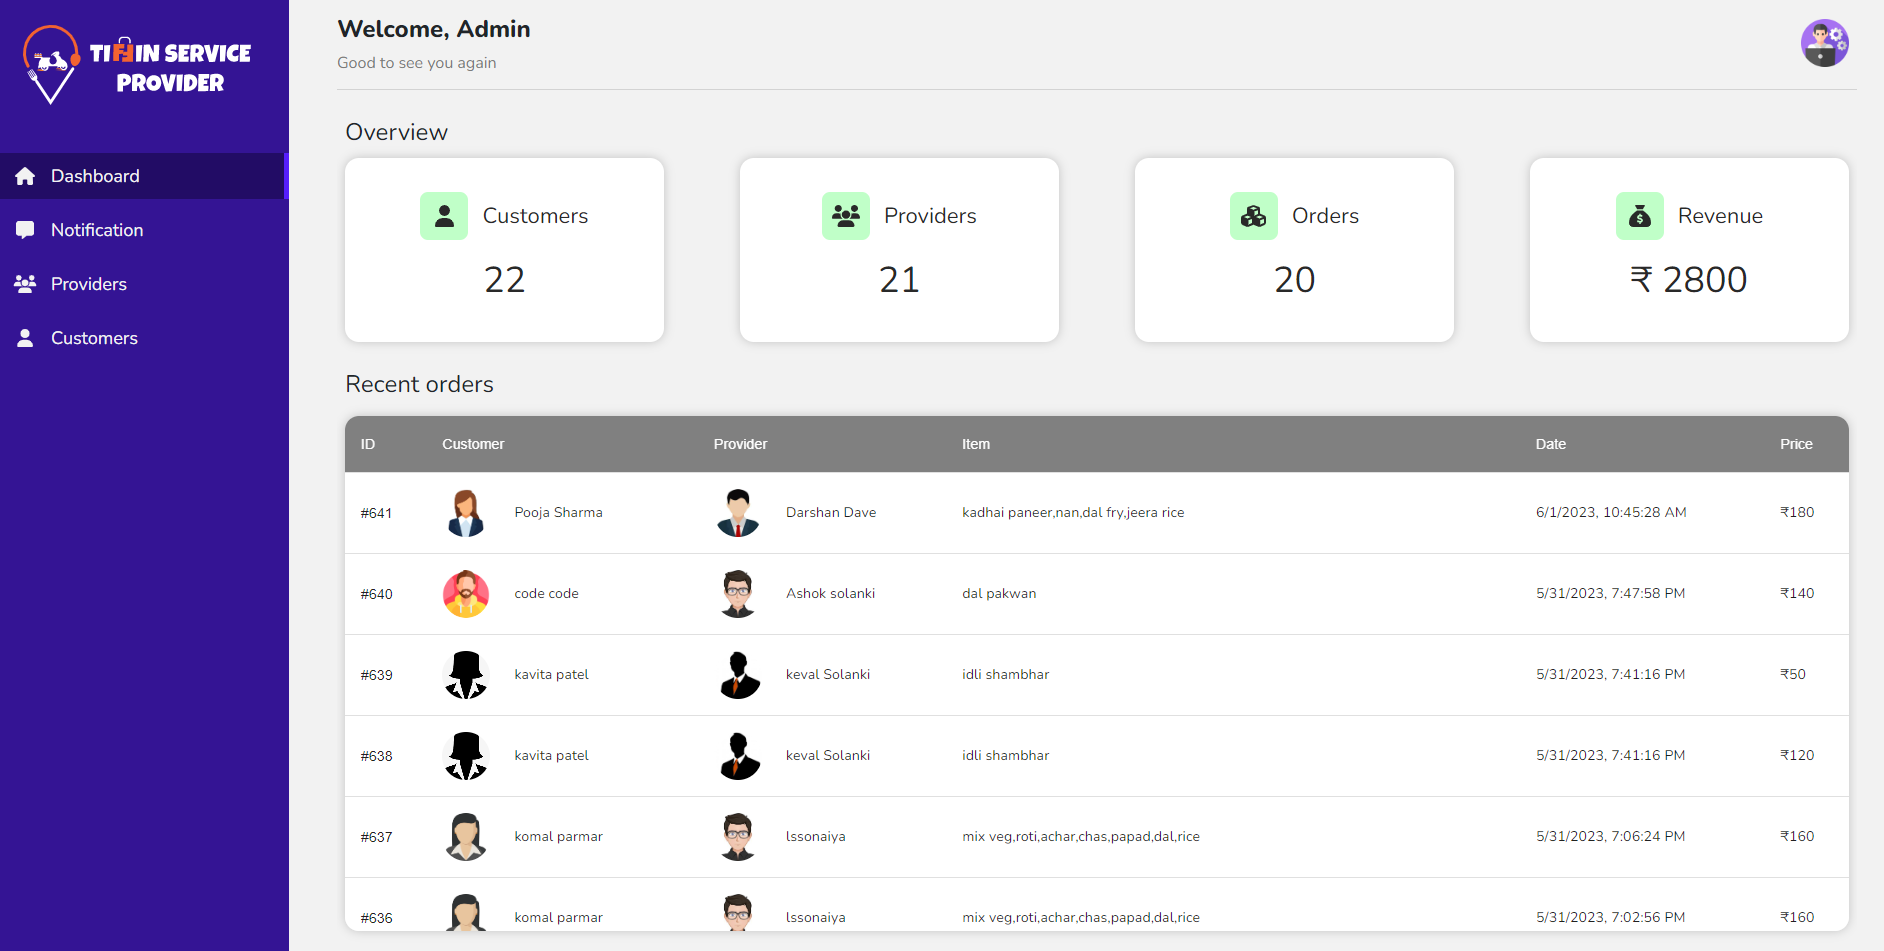 TIFFIN SERVICE
PROVIDER
Dashboard
Notification
Providers
Customers
Welcome, Admin
Good to see you again
Overview
Customers
22
Providers
21
Orders
20
Revenue
₹ 2800
Recent orders
ID Customer Provider Item Date Price
#641 Pooja Sharma Darshan Dave kadhai paneer,nan,dal fry,jeera rice 6/1/2023, 10:45:28 AM ₹180
#640 code code Ashok solanki dal pakwan 5/31/2023, 7:47:58 PM ₹140
#639 kavita patel keval Solanki idli shambhar 5/31/2023, 7:41:16 PM ₹50
#638 kavita patel keval Solanki idli shambhar 5/31/2023, 7:41:16 PM ₹120
#637 komal parmar lssonaiya mix veg,roti,achar,chas,papad,dal,rice 5/31/2023, 7:06:24 PM ₹160
#636 komal parmar lssonaiya mix veg,roti,achar,chas,papad,dal,rice 5/31/2023, 7:02:56 PM ₹160